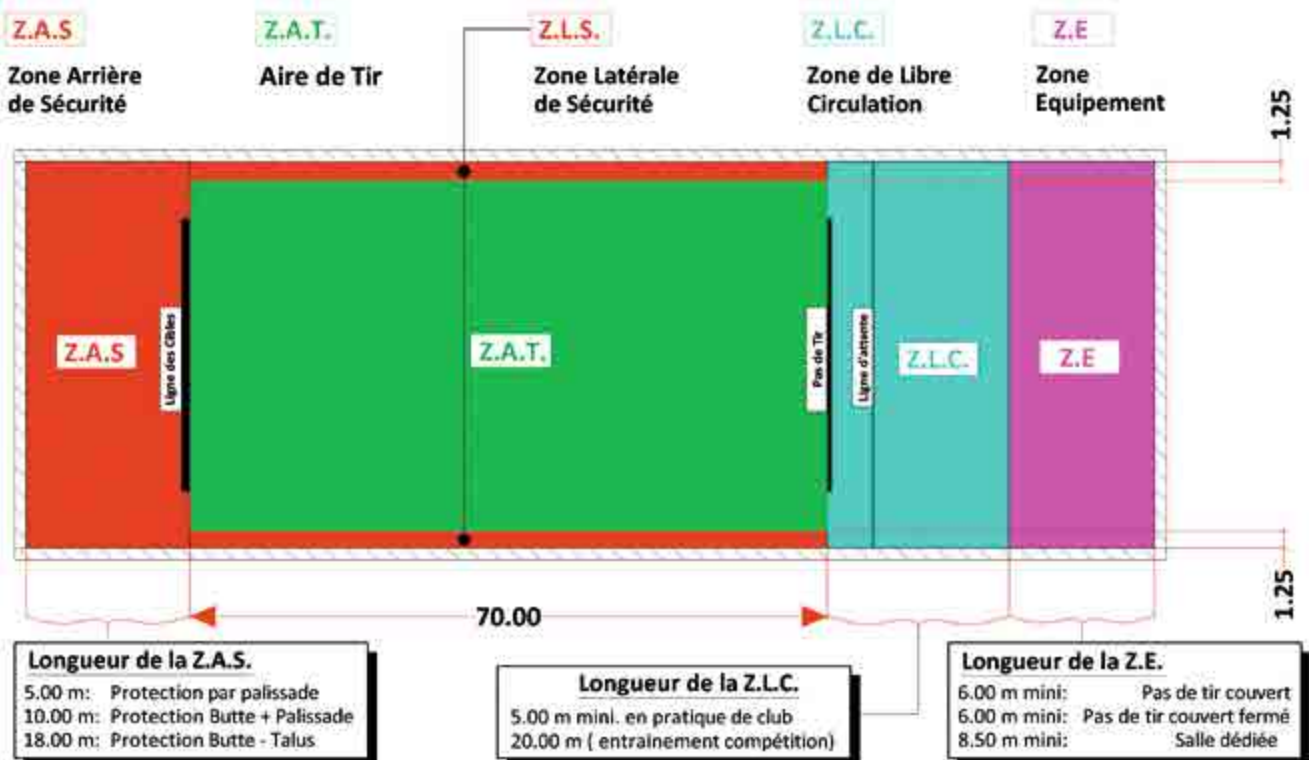 Z.A.S
Z.A.T.
Z.L.S.
Z.L.C.
Z.E
Zone Arrière
de Sécurité
Aire de Tir
Zone Latérale
de Sécurité
Zone de Libre
Circulation
Zone
Equipement
1.25
Z.A.S
Ligne des Cibles
Z.A.T.
Pas de Tir
Ligne d'attente
Z.L.C.
Z.E
70.00
1.25
Longueur de la Z.A.S.
5.00 m: Protection par palissade
10.00 m: Protection Butte + Palissade
18.00 m: Protection Butte - Talus
Longueur de la Z.L.C.
5.00 m mini. en pratique de club
20.00 m ( entrainement compétition)
Longueur de la Z.E.
6.00 m mini: Pas de tir couvert
6.00 m mini: Pas de tir couvert fermé
8.50 m mini: Salle dédiée